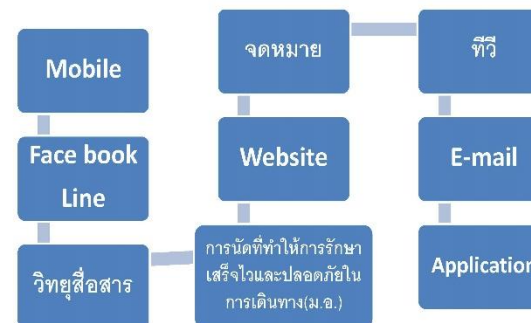 Mobile
Face book
Line
วิทยุสื่อสาร
การนัดที่ทำให้การรักษา
เสร็จไวและปลอดภัยใน
การเดินทาง(ม.อ.)
Website
จดหมาย
ทีวี
E-mail
Application